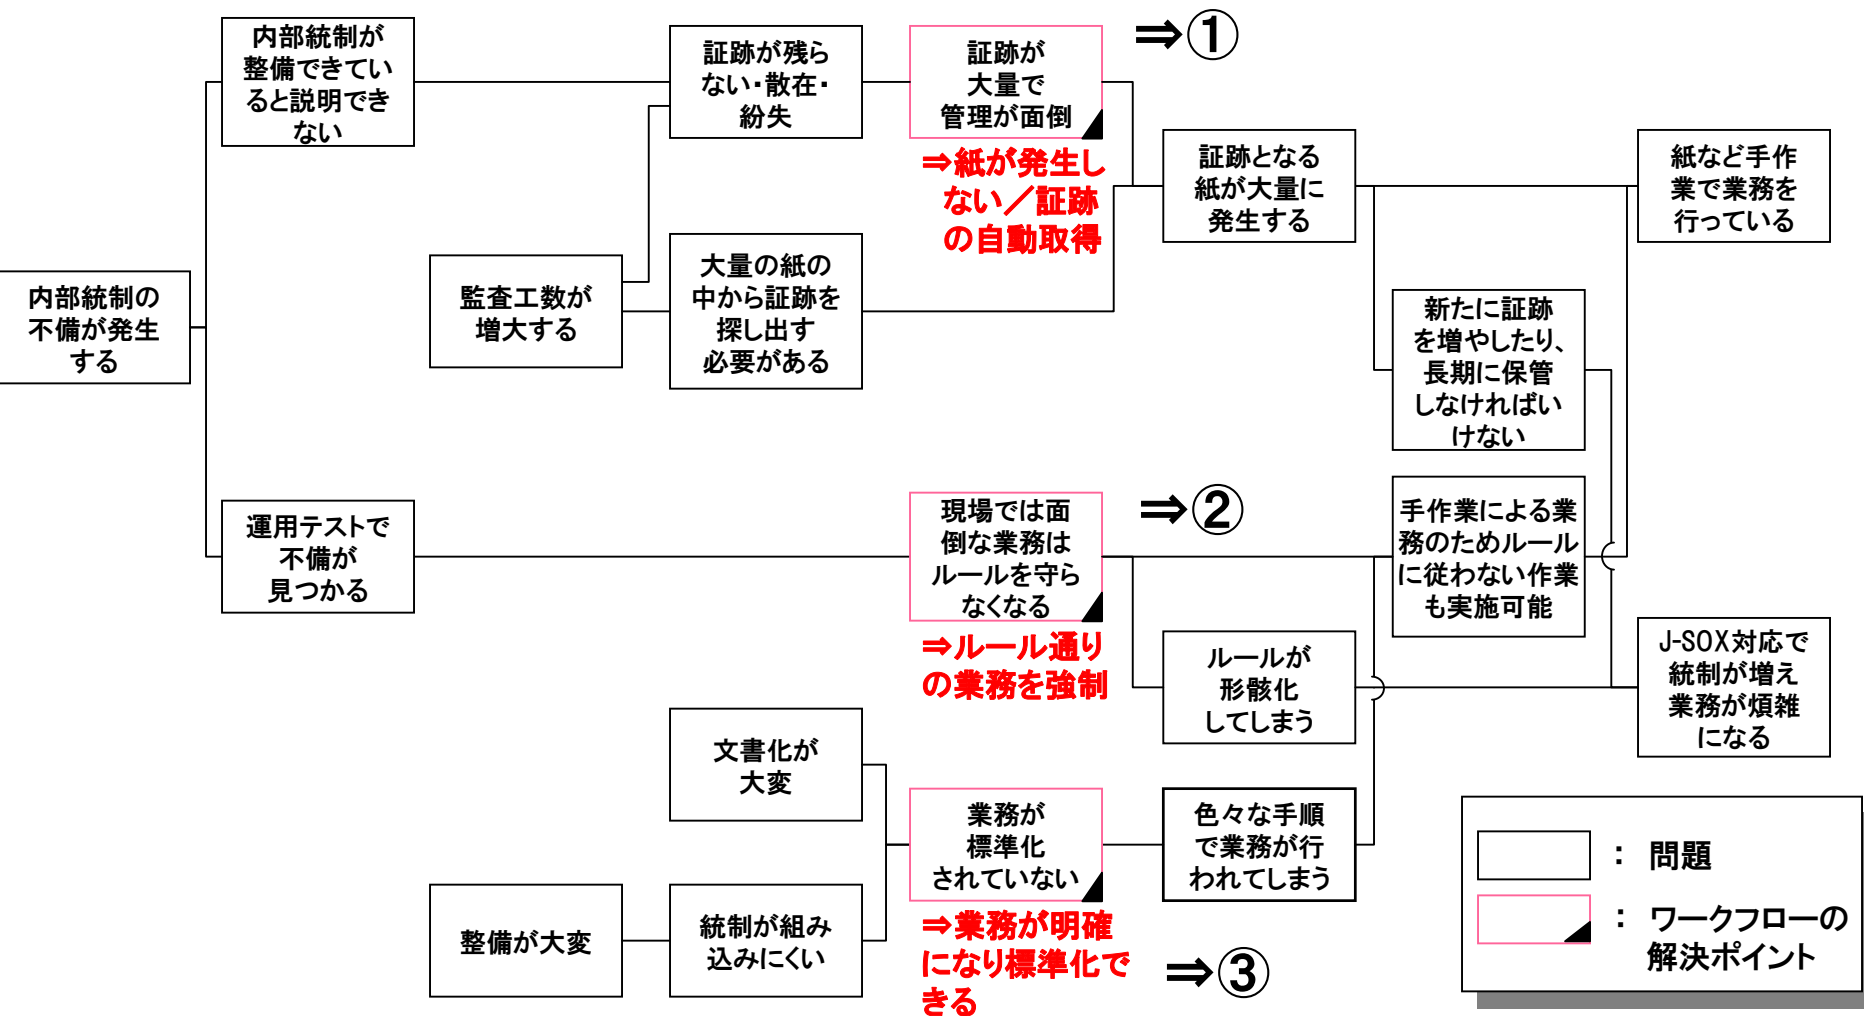 内部統制の
不備が発生
する
内部統制が
整備できてい
ると説明でき
ない
運用テストで
不備が
見つかる
監査工数が
増大する
整備が大変
証跡が残ら
ない・散在・
紛失
大量の紙の
中から証跡を
探し出す
必要がある
文書化が
大変
統制が組み
込みにくい
証跡が
大量で
管理が面倒
⇒①
⇒紙が発生し
ない／証跡
の自動取得
現場では面
倒な業務は
ルールを守ら
なくなる
⇒②
⇒ルール通り
の業務を強制
業務が
標準化
されていない
⇒業務が明確
になり標準化で
きる
⇒③
証跡となる
紙が大量に
発生する
ルールが
形骸化
してしまう
色々な手順
で業務が行
われてしまう
新たに証跡
を増やしたり、
長期に保管
しなければい
けない
手作業による業
務のためルール
に従わない作業
も実施可能
紙など手作
業で業務を
行っている
J-SOX対応で
統制が増え
業務が煩雑
になる
： 問題
： ワークフローの
解決ポイント